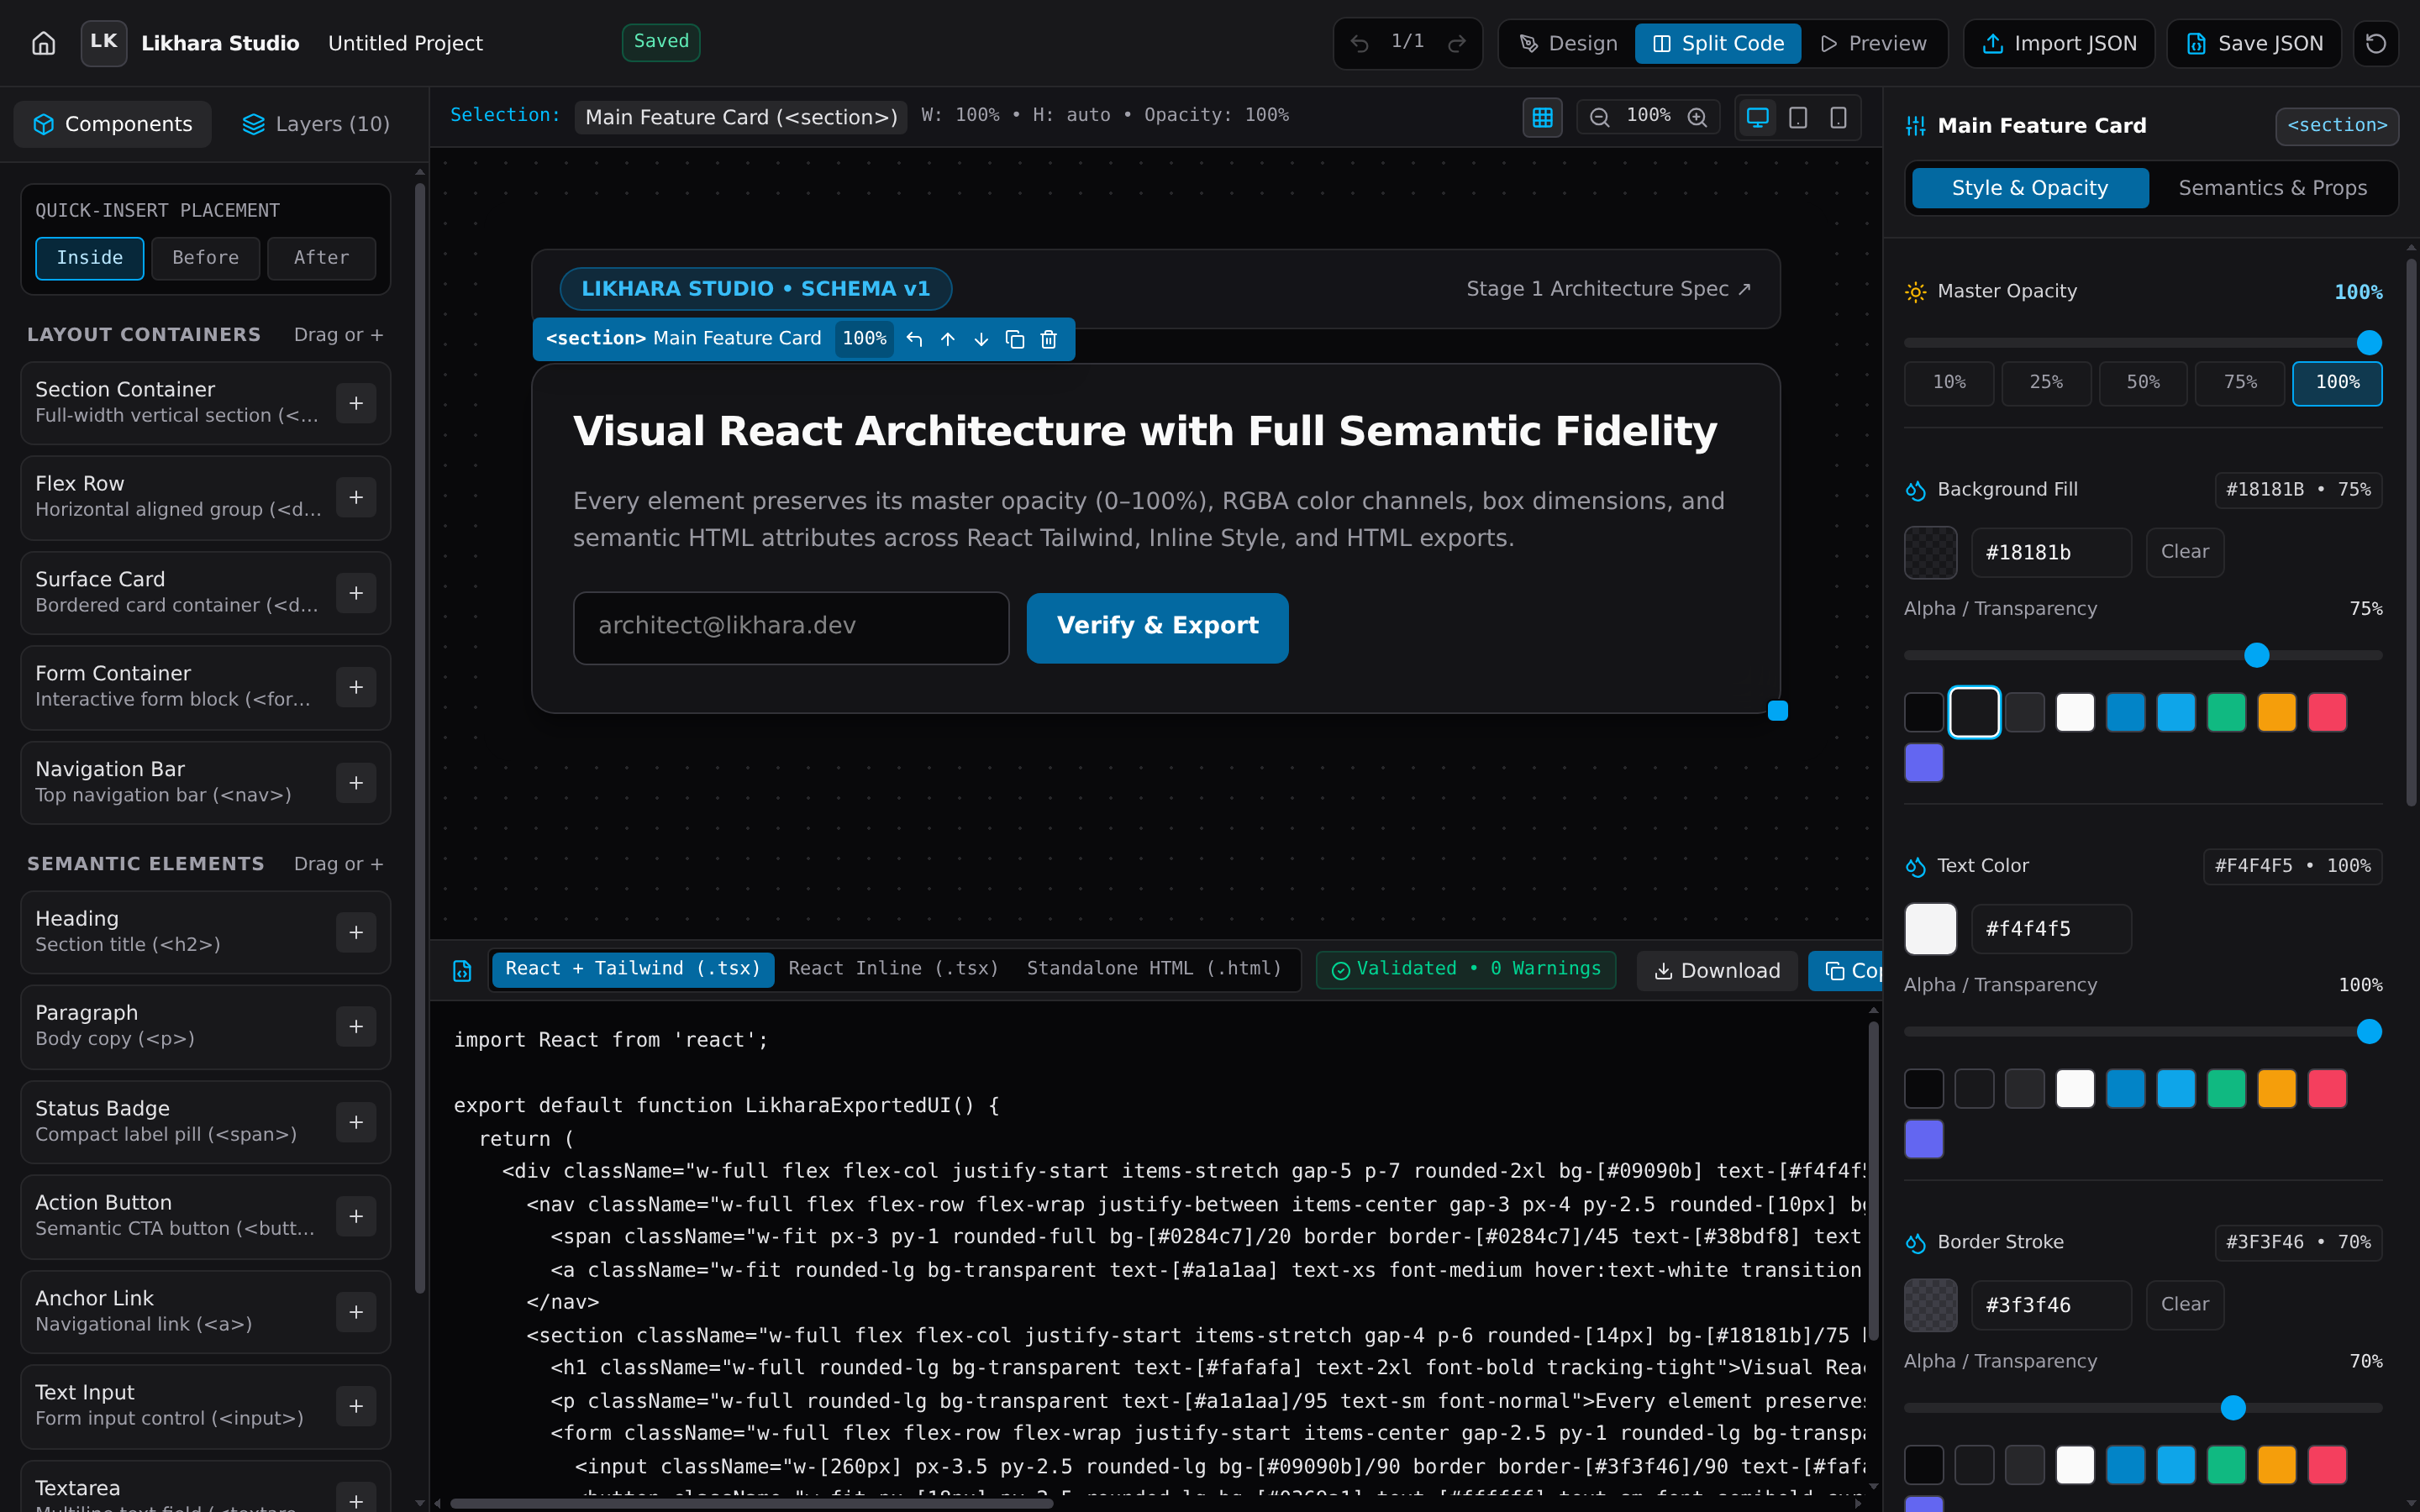 LK Likhara Studio Untitled Project Saved 1/1 Design Split Code Preview Import JSON Save JSON
Components Layers (10)
QUICK-INSERT PLACEMENT
Inside Before After
LAYOUT CONTAINERS Drag or +
Section Container
Full-width vertical section (<...
Flex Row
Horizontal aligned group (<d...
Surface Card
Bordered card container (<d...
Form Container
Interactive form block (<for...
Navigation Bar
Top navigation bar (<nav>)
SEMANTIC ELEMENTS Drag or +
Heading
Section title (<h2>)
Paragraph
Body copy (<p>)
Status Badge
Compact label pill (<span>)
Action Button
Semantic CTA button (<butt...
Anchor Link
Navigational link (<a>)
Text Input
Form input control (<input>)
Textarea
Selection: Main Feature Card (<section>) W: 100% • H: auto • Opacity: 100% 100%
LIKHARA STUDIO • SCHEMA v1 Stage 1 Architecture Spec ↗
<section> Main Feature Card 100%
Visual React Architecture with Full Semantic Fidelity
Every element preserves its master opacity (0–100%), RGBA color channels, box dimensions, and
semantic HTML attributes across React Tailwind, Inline Style, and HTML exports.
architect@likhara.dev Verify & Export
React + Tailwind (.tsx) React Inline (.tsx) Standalone HTML (.html) Validated • 0 Warnings Download
import React from 'react';
export default function LikharaExportedUI() {
return (
<div className="w-full flex flex-col justify-start items-stretch gap-5 p-7 rounded-2xl bg-[#09090b] text-[#f4f4f5
<nav className="w-full flex flex-row flex-wrap justify-between items-center gap-3 px-4 py-2.5 rounded-[10px]
<span className="w-fit px-3 py-1 rounded-full bg-[#0284c7]/20 border border-[#0284c7]/45 text-[#38bdf8] text
<a className="w-fit rounded-lg bg-transparent text-[#a1a1aa] text-xs font-medium hover:text-white transition
</nav>
<section className="w-full flex flex-col justify-start items-stretch gap-4 p-6 rounded-[14px] bg-[#18181b]/75
<h1 className="w-full rounded-lg bg-transparent text-[#fafafa] text-2xl font-bold tracking-tight">Visual Reac
<p className="w-full rounded-lg bg-transparent text-[#a1a1aa]/95 text-sm font-normal">Every element preserves
<form className="w-full flex flex-row flex-wrap justify-start items-center gap-2.5 py-1 rounded-lg bg-transpa
<input className="w-[260px] px-3.5 py-2.5 rounded-lg bg-[#09090b]/90 border border-[#3f3f46]/90 text-[#fafa
Main Feature Card <section>
Style & Opacity Semantics & Props
Master Opacity 100%
10% 25% 50% 75% 100%
Background Fill #18181B • 75%
#18181b Clear
Alpha / Transparency 75%
Text Color #F4F4F5 • 100%
#f4f4f5
Alpha / Transparency 100%
Border Stroke #3F3F46 • 70%
#3f3f46 Clear
Alpha / Transparency 70%